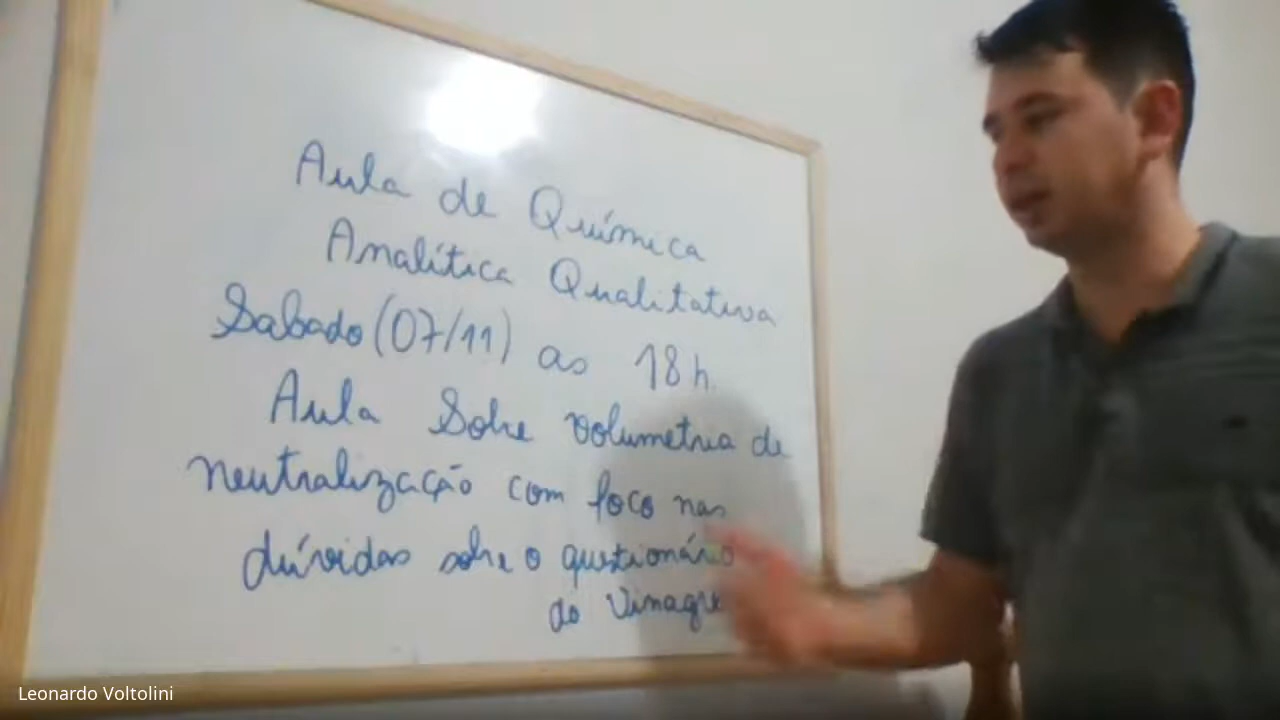 Aula de Química
Analítica Qualitativa
Sabado (07/11) as 18h.
Aula Sobre volumetria de
neutralização com foco nas
dúvidas sobre o questionário
do Vinagre
Leonardo Voltolini